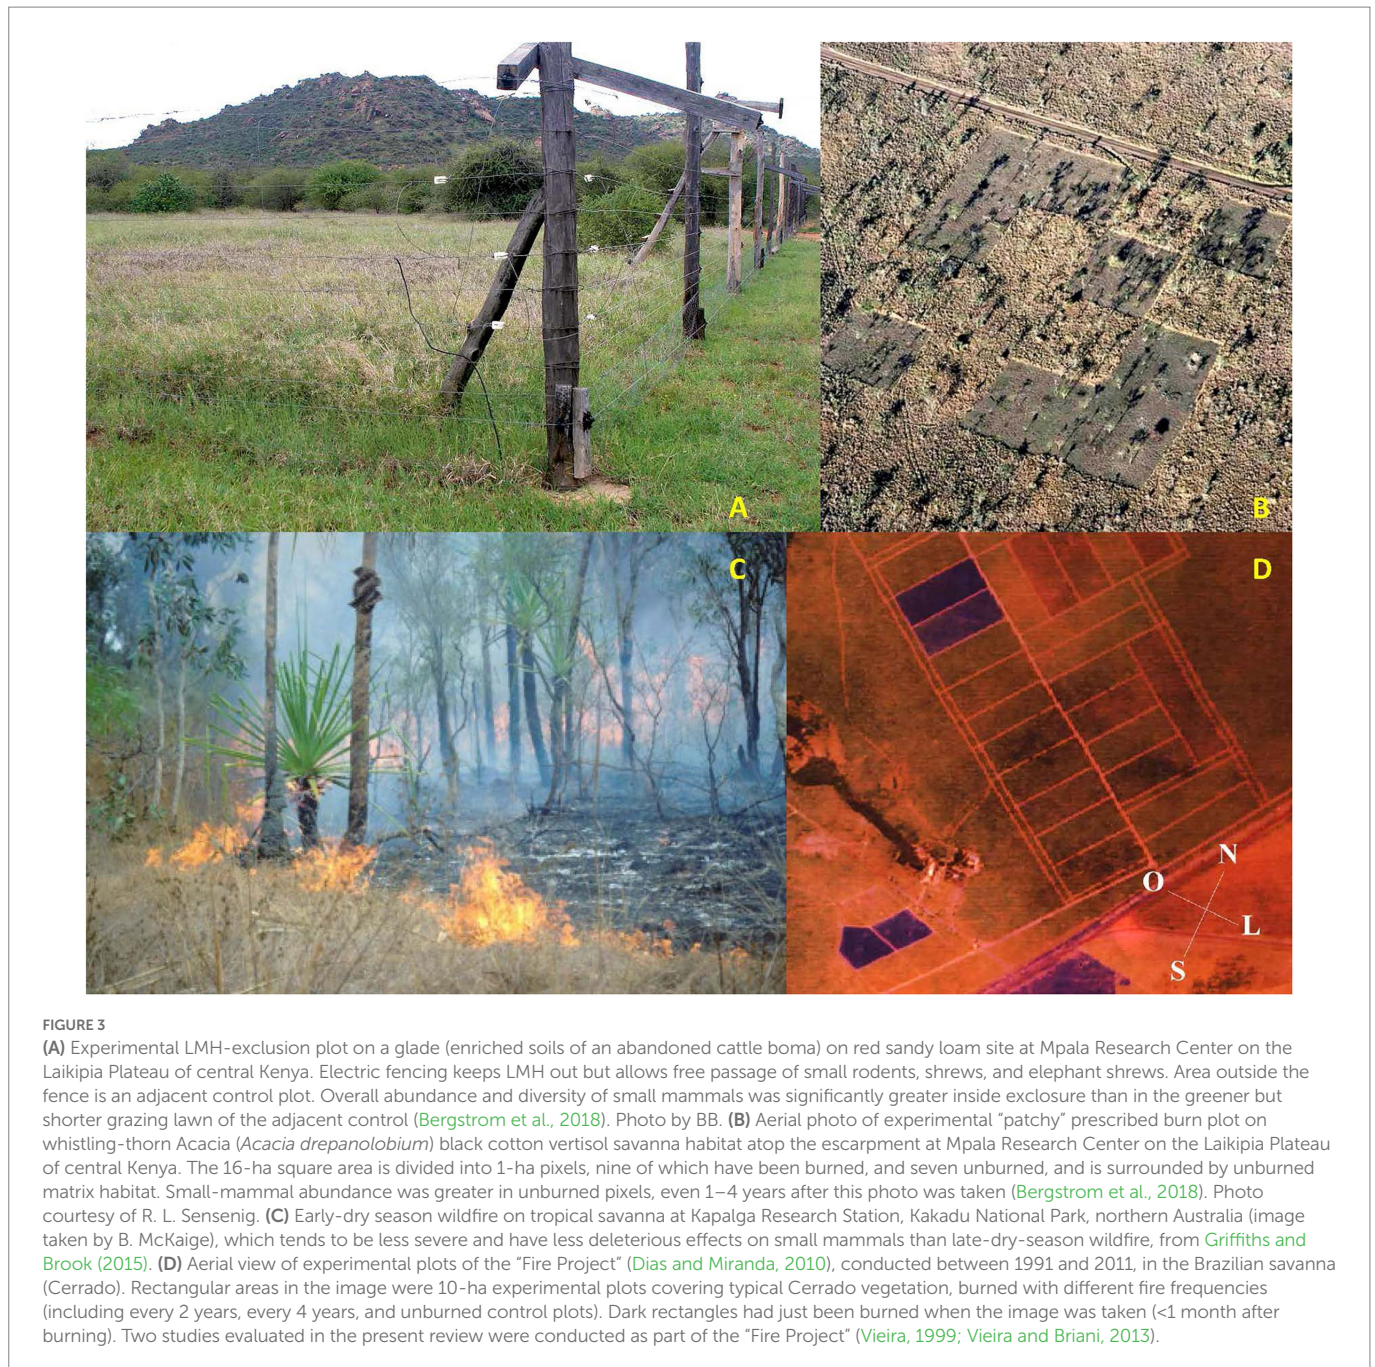 A
B
C
D
N
O
L
S
FIGURE 3
(A) Experimental LMH-exclusion plot on a glade (enriched soils of an abandoned cattle boma) on red sandy loam site at Mpala Research Center on the
Laikipia Plateau of central Kenya. Electric fencing keeps LMH out but allows free passage of small rodents, shrews, and elephant shrews. Area outside the
fence is an adjacent control plot. Overall abundance and diversity of small mammals was significantly greater inside exclosure than in the greener but
shorter grazing lawn of the adjacent control (Bergstrom et al., 2018). Photo by BB. (B) Aerial photo of experimental “patchy” prescribed burn plot on
whistling-thorn Acacia (Acacia drepanolobium) black cotton vertisol savanna habitat atop the escarpment at Mpala Research Center on the Laikipia Plateau
of central Kenya. The 16-ha square area is divided into 1-ha pixels, nine of which have been burned, and seven unburned, and is surrounded by unburned
matrix habitat. Small-mammal abundance was greater in unburned pixels, even 1–4 years after this photo was taken (Bergstrom et al., 2018). Photo
courtesy of R. L. Sensenig. (C) Early-dry season wildfire on tropical savanna at Kapalga Research Station, Kakadu National Park, northern Australia (image
taken by B. McKaige), which tends to be less severe and have less deleterious effects on small mammals than late-dry-season wildfire, from Griffiths and
Brook (2015). (D) Aerial view of experimental plots of the “Fire Project” (Dias and Miranda, 2010), conducted between 1991 and 2011, in the Brazilian savanna
(Cerrado). Rectangular areas in the image were 10-ha experimental plots covering typical Cerrado vegetation, burned with different fire frequencies
(including every 2 years, every 4 years, and unburned control plots). Dark rectangles had just been burned when the image was taken (<1 month after
burning). Two studies evaluated in the present review were conducted as part of the “Fire Project” (Vieira, 1999; Vieira and Briani, 2013).